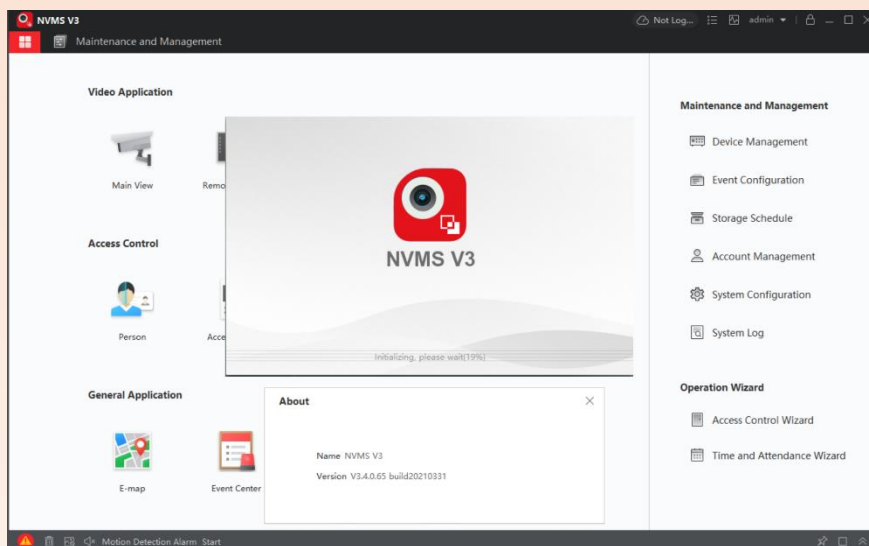 NVMS V3
Not Log...
admin
Maintenance and Management
Video Application
Main View
Remo
Access Control
Person
Acce
General Application
E-map
Event Center
NVMS V3
Initializing, please wait(19%)
About
Name NVMS V3
Version V3.4.0.65 build20210331
Maintenance and Management
Device Management
Event Configuration
Storage Schedule
Account Management
System Configuration
System Log
Operation Wizard
Access Control Wizard
Time and Attendance Wizard
Motion Detection Alarm Start